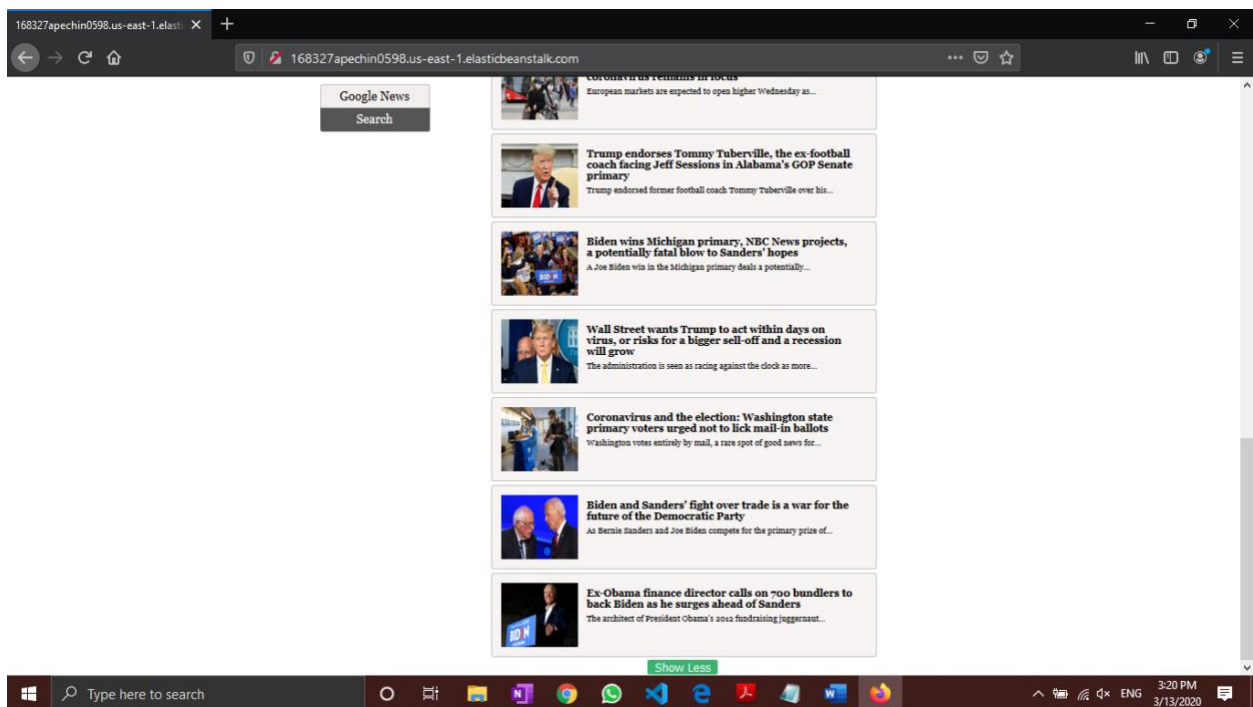 168327apechin0598.us-east-1.elasti
168327apechin0598.us-east-1.elasticbeanstalk.com
Google News
Search
coronavirus remains in focus
European markets are expected to open higher Wednesday as...
Trump endorses Tommy Tuberville, the ex-football
coach facing Jeff Sessions in Alabama's GOP Senate
primary
Trump endorsed former football coach Tommy Tuberville over his...
Biden wins Michigan primary, NBC News projects,
a potentially fatal blow to Sanders' hopes
A Joe Biden win in the Michigan primary deals a potentially...
Wall Street wants Trump to act within days on
virus, or risks for a bigger sell-off and a recession
will grow
The administration is seen as racing against the clock as more...
Coronavirus and the election: Washington state
primary voters urged not to lick mail-in ballots
Washington votes entirely by mail, a rare spot of good news for...
Biden and Sanders' fight over trade is a war for the
future of the Democratic Party
As Bernie Sanders and Joe Biden compete for the primary prize of...
Ex-Obama finance director calls on 700 bundlers to
back Biden as he surges ahead of Sanders
The architect of President Obama's 2012 fundraising juggernaut...
Show Less
Type here to search
ENG
3:20 PM
3/13/2020